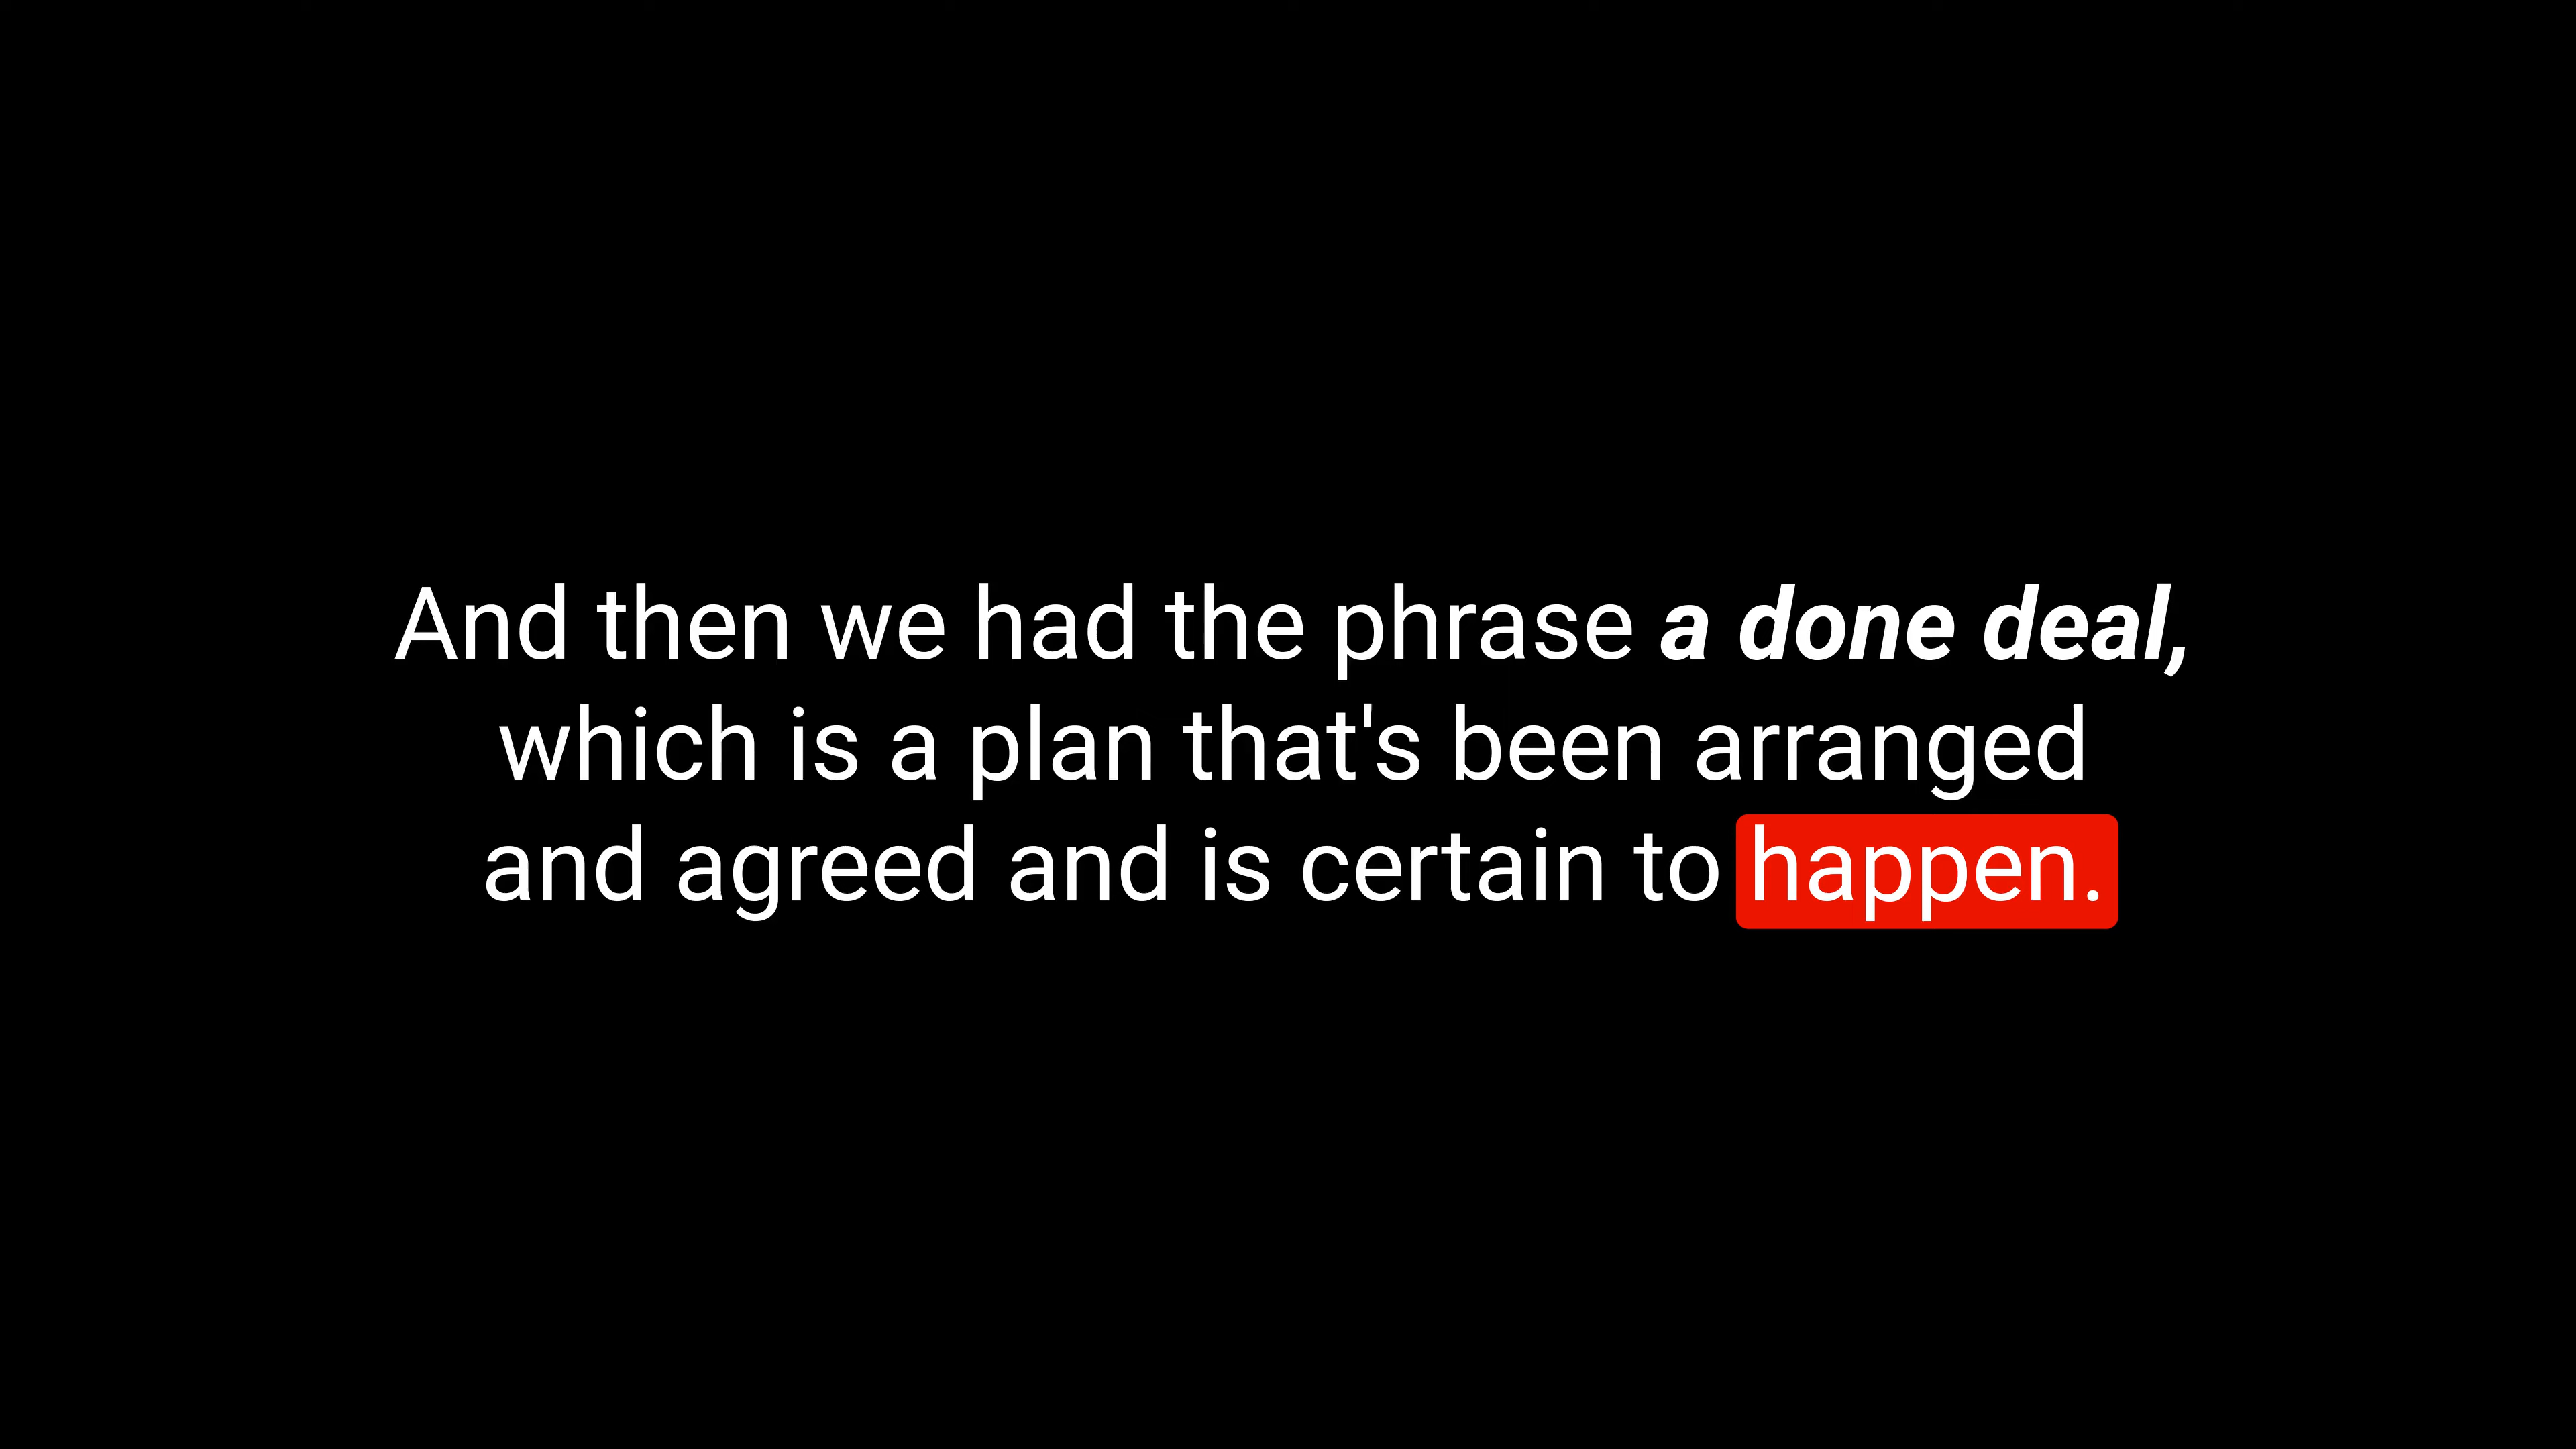 And then we had the phrase a done deal,
which is a plan that's been arranged
and agreed and is certain to happen.